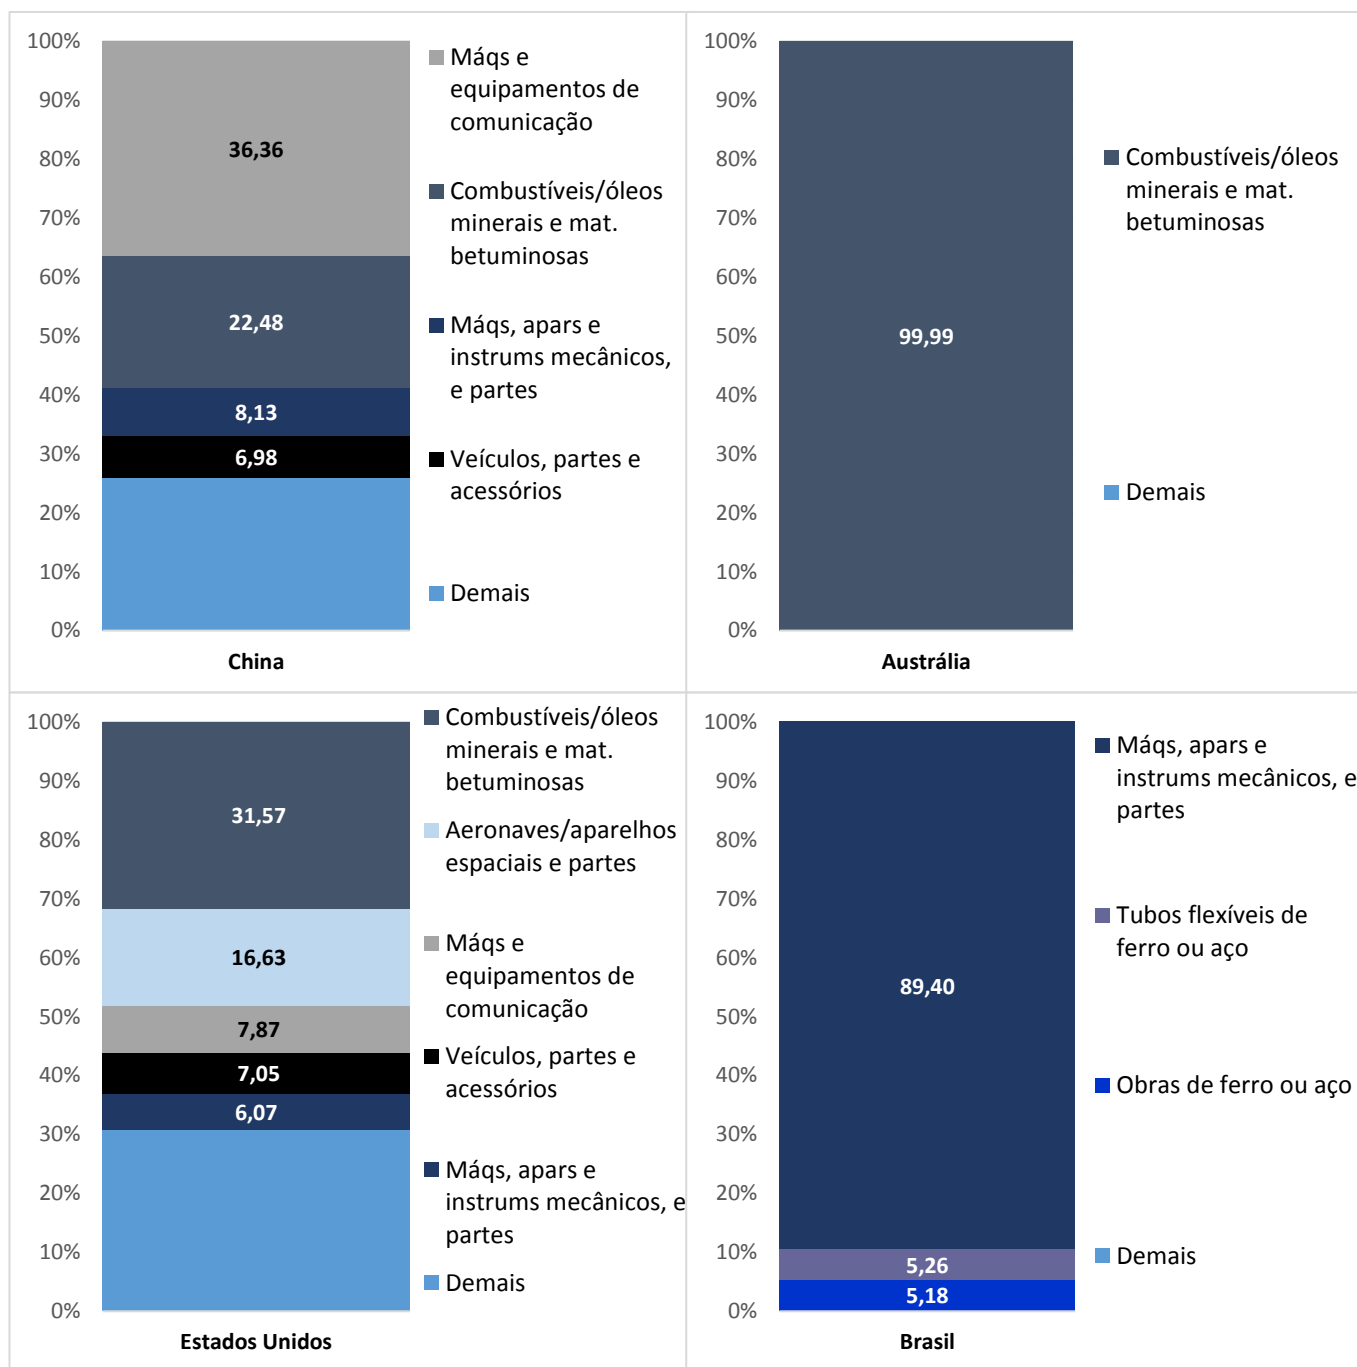 100%
90%
80%
70%
60%
50%
40%
30%
20%
10%
0%
36,36
22,48
8,13
6,98
China
Máqs e
equipamentos de
comunicação
Combustíveis/óleos
minerais e mat.
betuminosas
Máqs, apars e
instrums mecânicos,
e partes
Veículos, partes e
acessórios
Demais
100%
90%
80%
70%
60%
50%
40%
30%
20%
10%
0%
99,99
Austrália
Combustíveis/óleos
minerais e mat.
betuminosas
Demais
100%
90%
80%
70%
60%
50%
40%
30%
20%
10%
0%
31,57
16,63
7,87
7,05
6,07
Estados Unidos
Combustíveis/óleos
minerais e mat.
betuminosas
Aeronaves/aparelhos
espaciais e partes
Máqs e
equipamentos de
comunicação
Veículos, partes e
acessórios
Máqs, apars e
instrums mecânicos, e
partes
Demais
100%
90%
80%
70%
60%
50%
40%
30%
20%
10%
0%
89,40
5,26
5,18
Brasil
Máqs, apars e
instrums mecânicos, e
partes
Tubos flexíveis de
ferro ou aço
Obras de ferro ou aço
Demais